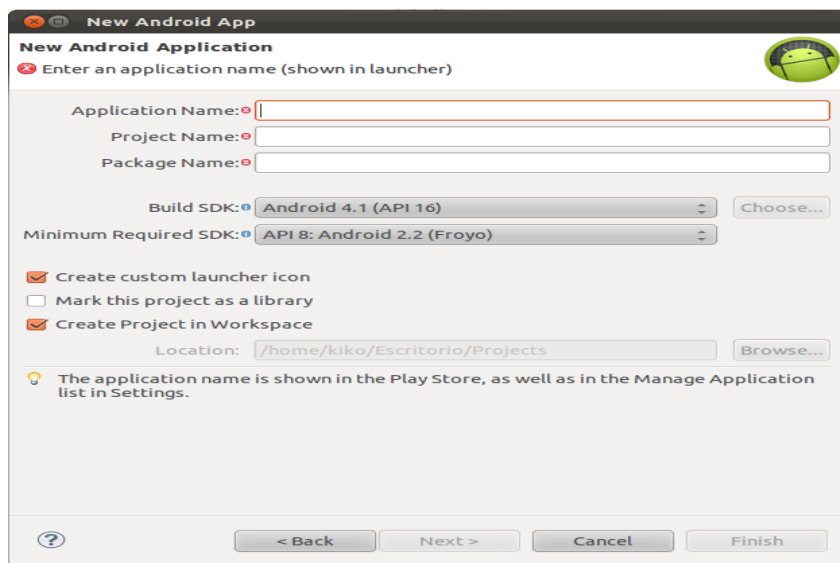 New Android App
New Android Application
Enter an application name (shown in launcher)
Application Name:
Project Name:
Package Name:
Build SDK: Android 4.1 (API 16) Choose...
Minimum Required SDK: API 8: Android 2.2 (Froyo)
Create custom launcher icon
Mark this project as a library
Create Project in Workspace
Location: /home/kiko/Escritorio/Projects Browse...
The application name is shown in the Play Store, as well as in the Manage Application
list in Settings.
? < Back Next > Cancel Finish